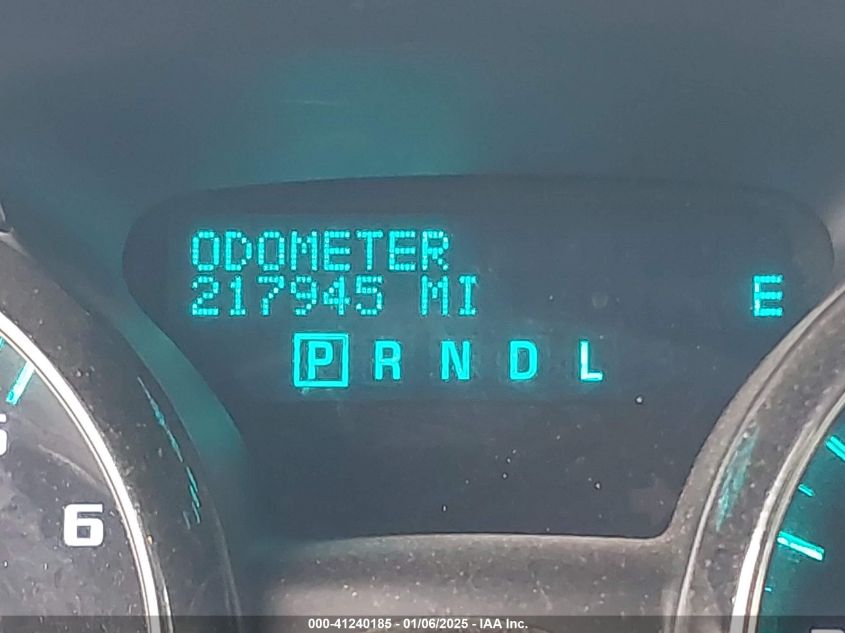 ODOMETER
217945 MI E
P R N D L
6
000-41240185 - 01/06/2025 - IAA Inc.